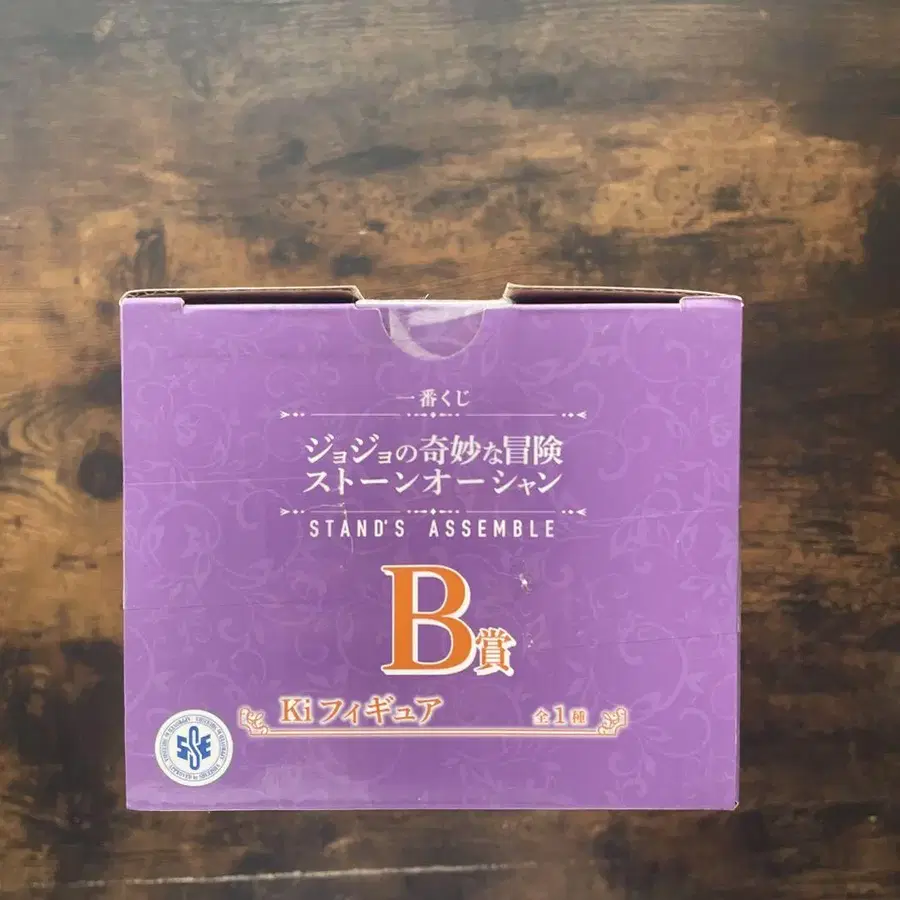 一番くじ
ジョジョの奇妙な冒険
ストーンオーシャン
STAND'S ASSEMBLE
B賞
Kiフィギュア 全1種